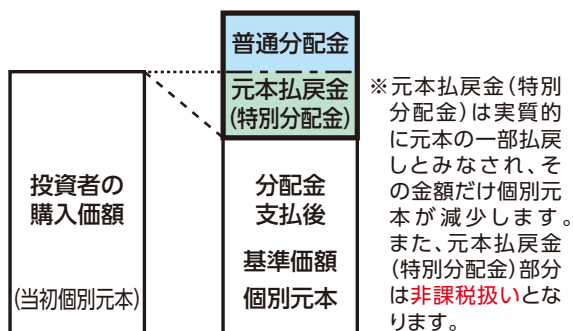 普通分配金
元本払戻金
(特別分配金)
投資者の
購入価額
(当初個別元本)
分配金
支払後
基準価額
個別元本
※元本払戻金(特別
分配金)は実質的
に元本の一部払戻
しとみなされ、そ
の金額だけ個別元
本が減少します。
また、元本払戻金
(特別分配金)部分
は非課税扱いとな
ります。